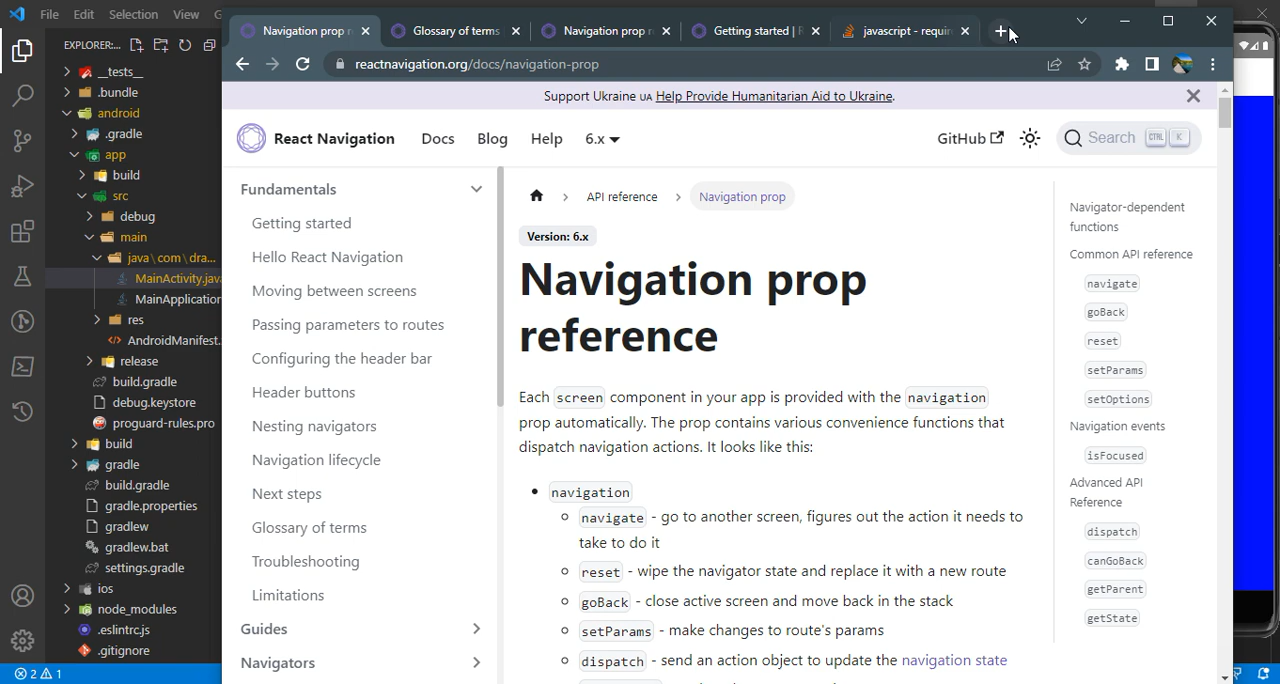 File Edit Selection View G
Navigation prop r
Glossary of terms
Navigation prop r
Getting started | R
javascript - requir
reactnavigation.org/docs/navigation-prop
Support Ukraine UA Help Provide Humanitarian Aid to Ukraine.
React Navigation Docs Blog Help 6.x GitHub Search CTRL K
EXPLORER:...
__tests__
.bundle
android
.gradle
app
build
src
debug
main
java\com\dra...
MainActivity.jav
MainApplication
res
AndroidManifest.
release
build.gradle
debug.keystore
proguard-rules.pro
build
gradle
build.gradle
gradle.properties
gradlew
gradlew.bat
settings.gradle
ios
node_modules
.eslintrc.js
.gitignore
2 1
Fundamentals
Getting started
Hello React Navigation
Moving between screens
Passing parameters to routes
Configuring the header bar
Header buttons
Nesting navigators
Navigation lifecycle
Next steps
Glossary of terms
Troubleshooting
Limitations
Guides
Navigators
API reference Navigation prop
Version: 6.x
Navigation prop
reference
Each screen component in your app is provided with the navigation
prop automatically. The prop contains various convenience functions that
dispatch navigation actions. It looks like this:
navigation
navigate - go to another screen, figures out the action it needs to
take to do it
reset - wipe the navigator state and replace it with a new route
goBack - close active screen and move back in the stack
setParams - make changes to route's params
dispatch - send an action object to update the navigation state
Navigator-dependent
functions
Common API reference
navigate
goBack
reset
setParams
setOptions
Navigation events
isFocused
Advanced API
Reference
dispatch
canGoBack
getParent
getState